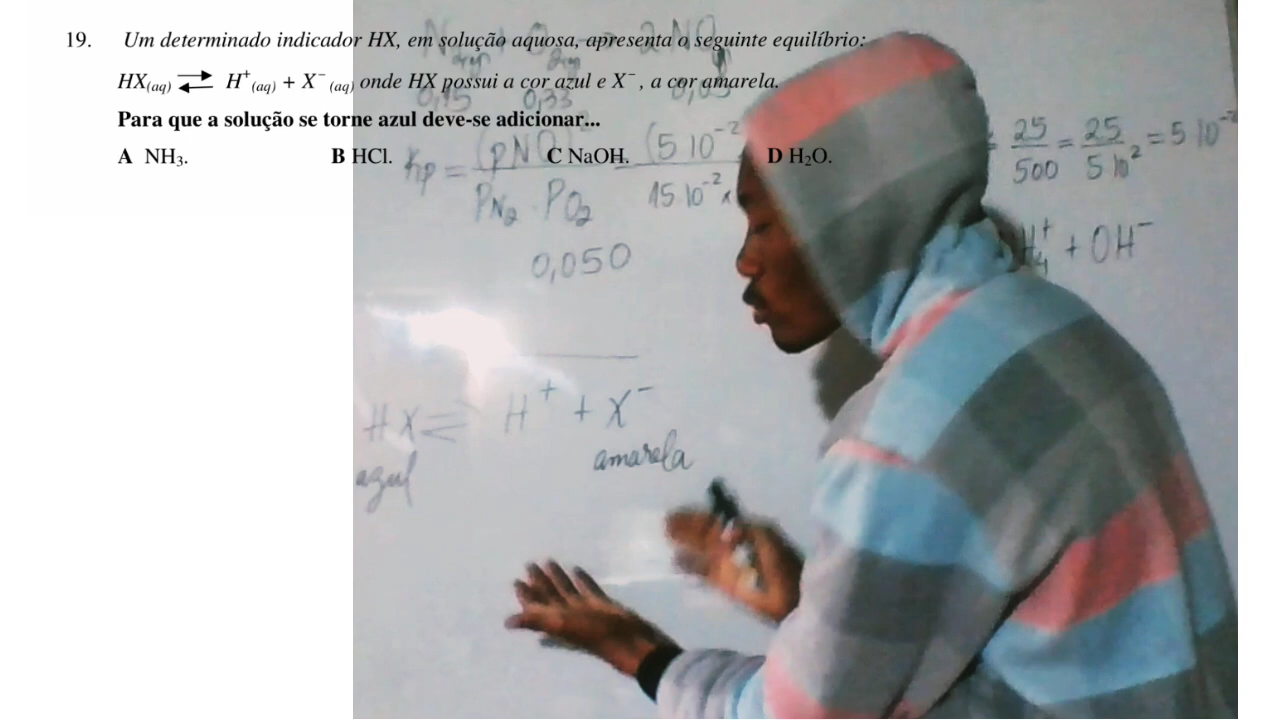 19. Um determinado indicador HX, em solução aquosa, apresenta o seguinte equilíbrio:
HX(aq) ⇄ H⁺(aq) + X⁻(aq) onde HX possui a cor azul e X⁻, a cor amarela.
Para que a solução se torne azul deve-se adicionar...
A NH₃. B HCl. C NaOH. D H₂O.
0,15 0,33
Kp = (pNO)² (5 10⁻²
PN₂ · PO₂ 15·10⁻² x
= 25/500 = 25/5 10² = 5 10⁻²
H₄⁺ + OH⁻
0,050
HX ⇌ H⁺ + X⁻
azul amarela